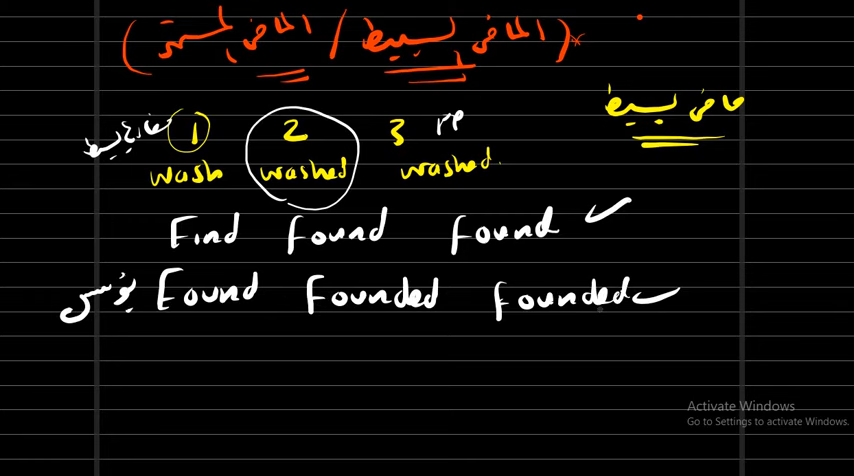 * (الماضي البسيط / الماضي المستمر)
ماضي بسيط
مضارع بسيط 1 2 3 PP
wash washed washed.
Find Found Found ✓
يؤسس Found Founded Founded ✓
Activate Windows
Go to Settings to activate Windows.